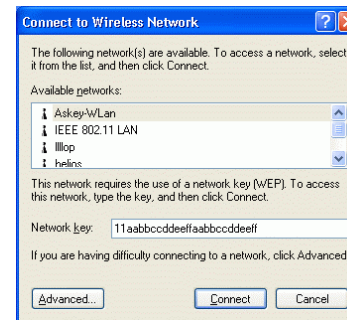 Connect to Wireless Network
The following network(s) are available. To access a network, select
it from the list, and then click Connect.
Available networks:
Askey-WLan
IEEE 802.11 LAN
helios
This network requires the use of a network key (WEP). To access
this network, type the key, and then click Connect.
Network key: 11aabbccddeeffaabbccddeeff
If you are having difficulty connecting to a network, click Advanced
Advanced... Connect Cancel